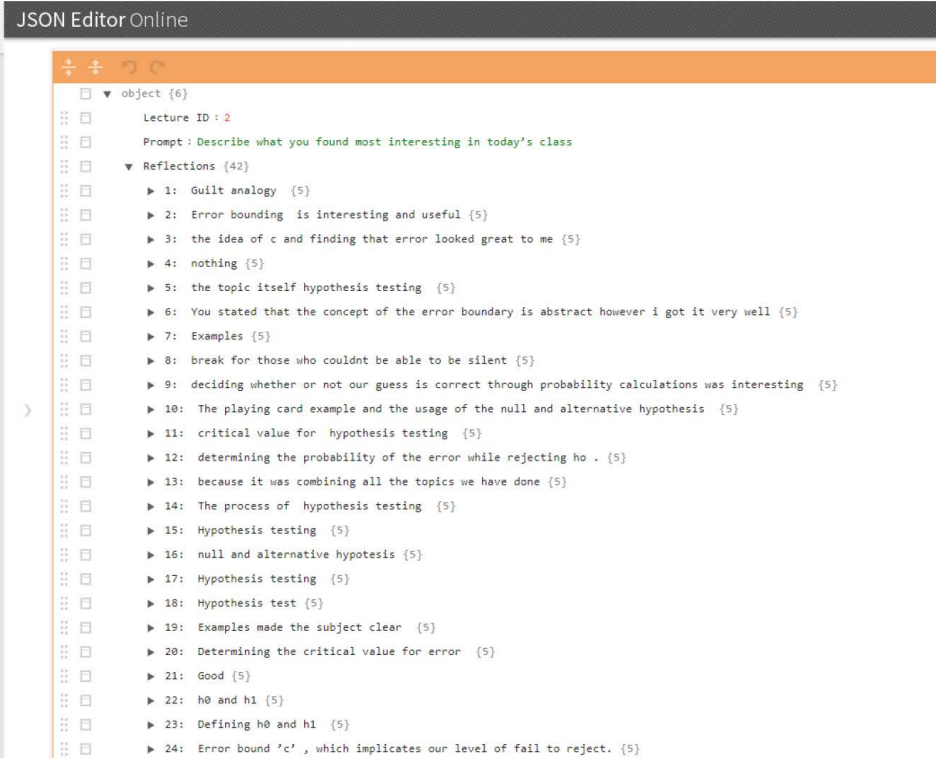 JSON Editor Online
object {6}
Lecture ID : 2
Prompt : Describe what you found most interesting in today’s class
Reflections {42}
1: Guilt analogy {5}
2: Error bounding is interesting and useful {5}
3: the idea of c and finding that error looked great to me {5}
4: nothing {5}
5: the topic itself hypothesis testing {5}
6: You stated that the concept of the error boundary is abstract however i got it very well {5}
7: Examples {5}
8: break for those who couldnt be able to be silent {5}
9: deciding whether or not our guess is correct through probability calculations was interesting {5}
10: The playing card example and the usage of the null and alternative hypothesis {5}
11: critical value for hypothesis testing {5}
12: determining the probability of the error while rejecting ho . {5}
13: because it was combining all the topics we have done {5}
14: The process of hypothesis testing {5}
15: Hypothesis testing {5}
16: null and alternative hypotesis {5}
17: Hypothesis testing {5}
18: Hypothesis test {5}
19: Examples made the subject clear {5}
20: Determining the critical value for error {5}
21: Good {5}
22: h0 and h1 {5}
23: Defining h0 and h1 {5}
24: Error bound ’c’ , which implicates our level of fail to reject. {5}